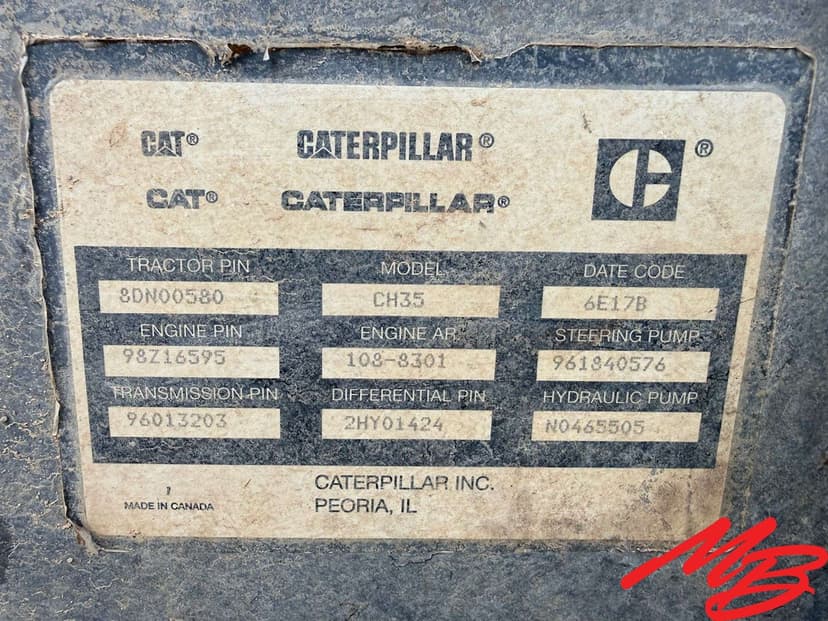 CAT® CATERPILLAR® ®
CAT® CATERPILLAR®
TRACTOR PIN MODEL DATE CODE
8DN00580 CH35 6E17B
ENGINE PIN ENGINE AR. STEERING PUMP
98Z16595 108-8301 961840576
TRANSMISSION PIN DIFFERENTIAL PIN HYDRAULIC PUMP
96013203 2HY01424 N0465505
CATERPILLAR INC.
MADE IN CANADA PEORIA, IL
MB